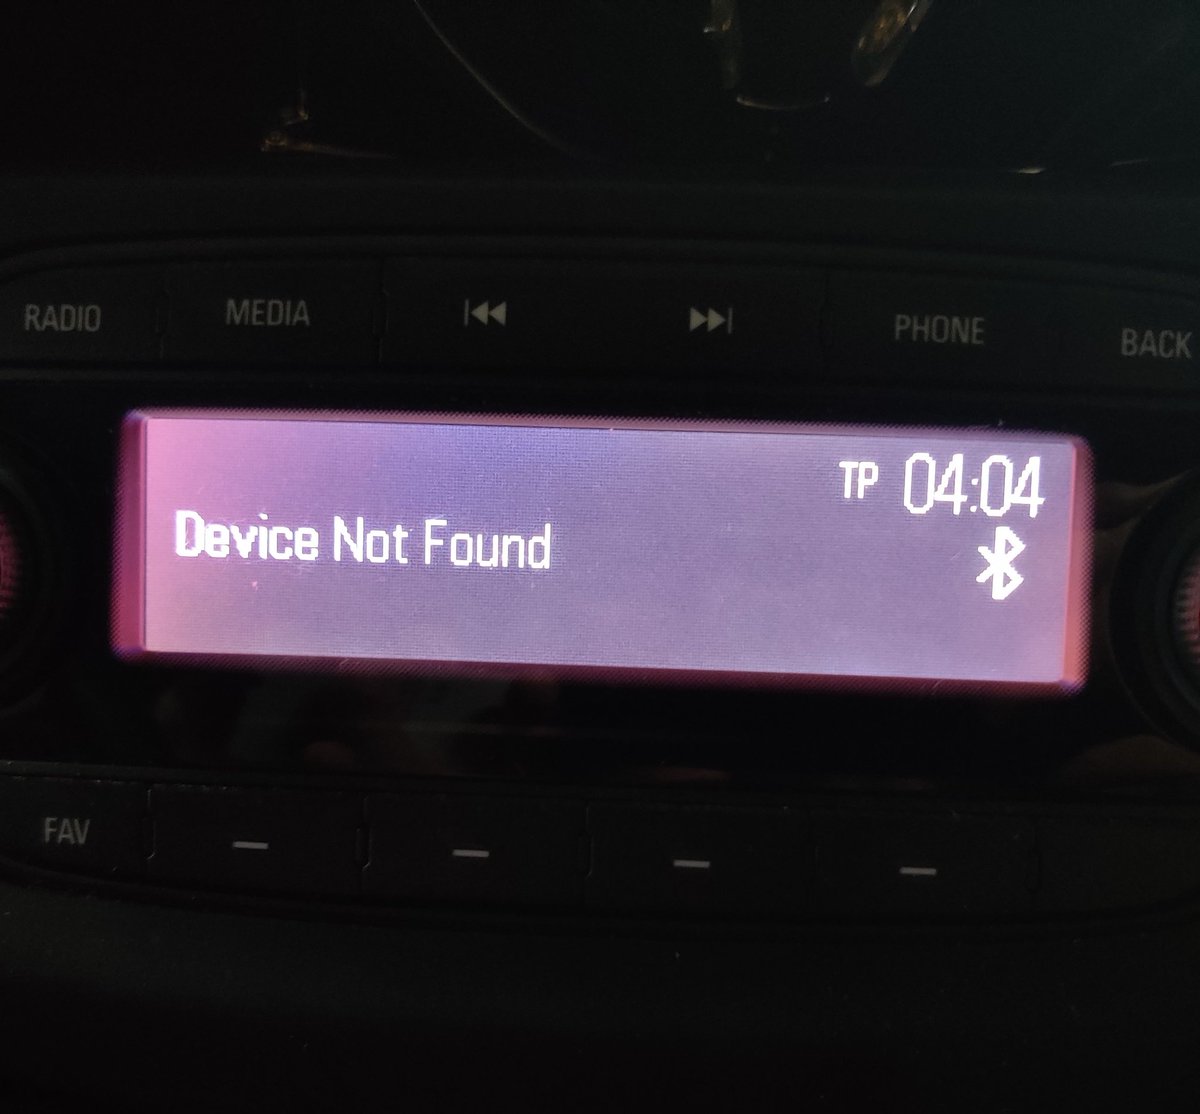 RADIO
MEDIA
PHONE
BACK
TP 04:04
Device Not Found
FAV